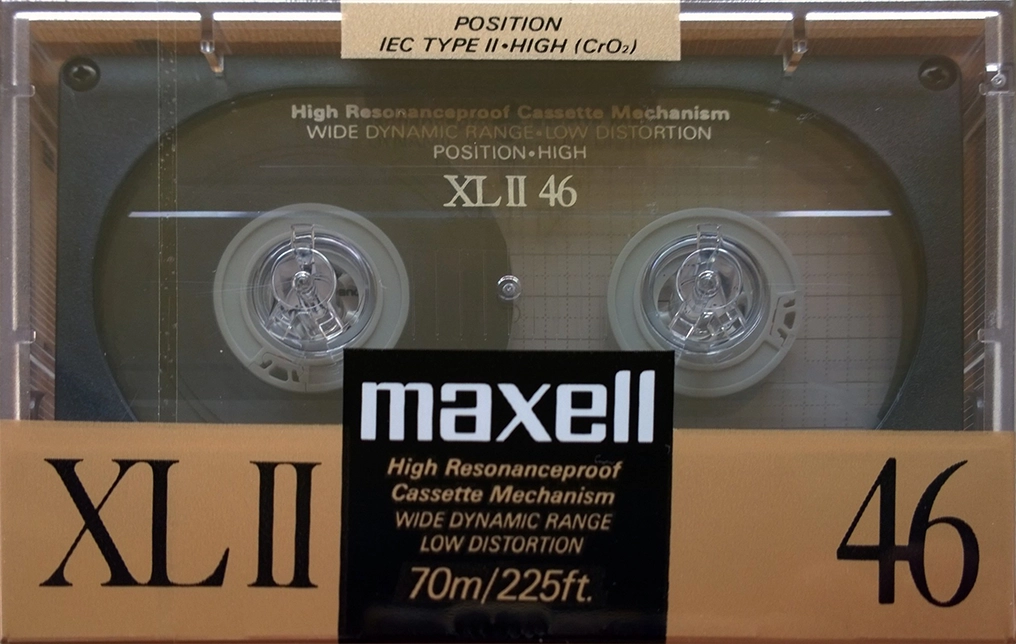 POSITION
IEC TYPE II•HIGH (CrO₂)
High Resonanceproof Cassette Mechanism
WIDE DYNAMIC RANGE•LOW DISTORTION
POSITION•HIGH
XL II 46
maxell
High Resonanceproof
Cassette Mechanism
WIDE DYNAMIC RANGE
LOW DISTORTION
70m/225ft.
XL II
46